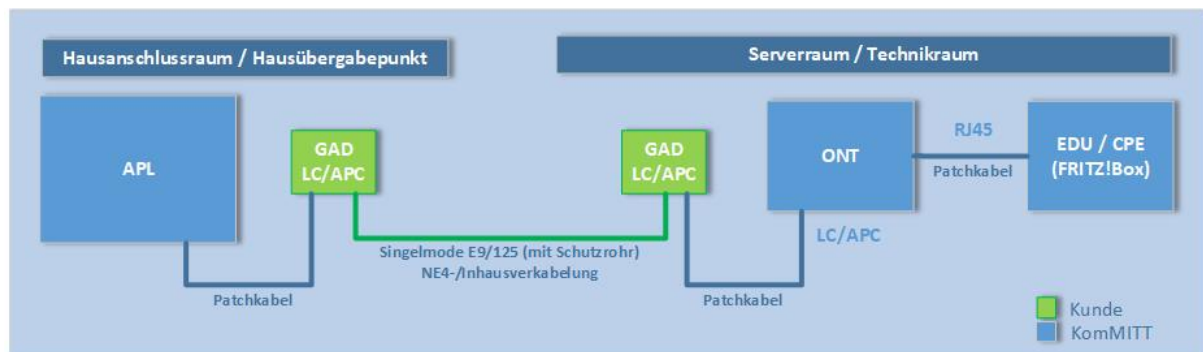 Hausanschlussraum / Hausübergabepunkt
Serverraum / Technikraum
APL
GAD
LC/APC
GAD
LC/APC
ONT
RJ45
Patchkabel
EDU / CPE
(FRITZ!Box)
LC/APC
Singelmode E9/125 (mit Schutzrohr)
NE4-/Inhausverkabelung
Patchkabel
Patchkabel
Kunde
KomMITT